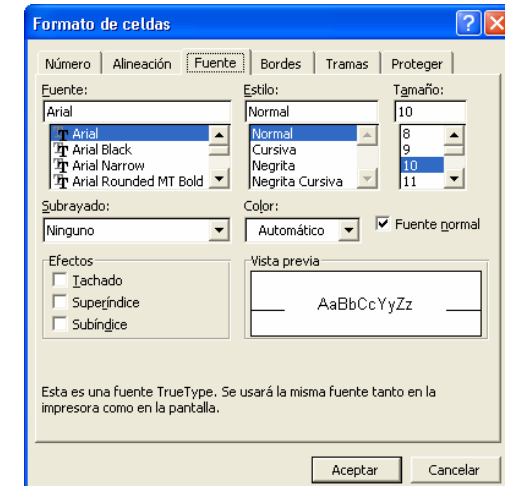 Formato de celdas
Número Alineación Fuente Bordes Tramas Proteger
Fuente: Estilo: Tamaño:
Arial Normal 10
Arial Normal 8
Arial Black Cursiva 9
Arial Narrow Negrita 10
Arial Rounded MT Bold Negrita Cursiva 11
Subrayado: Color:
Ninguno Automático Fuente normal
Efectos Vista previa
Tachado
Superíndice AaBbCcYyZz
Subíndice
Esta es una fuente TrueType. Se usará la misma fuente tanto en la
impresora como en la pantalla.
Aceptar Cancelar